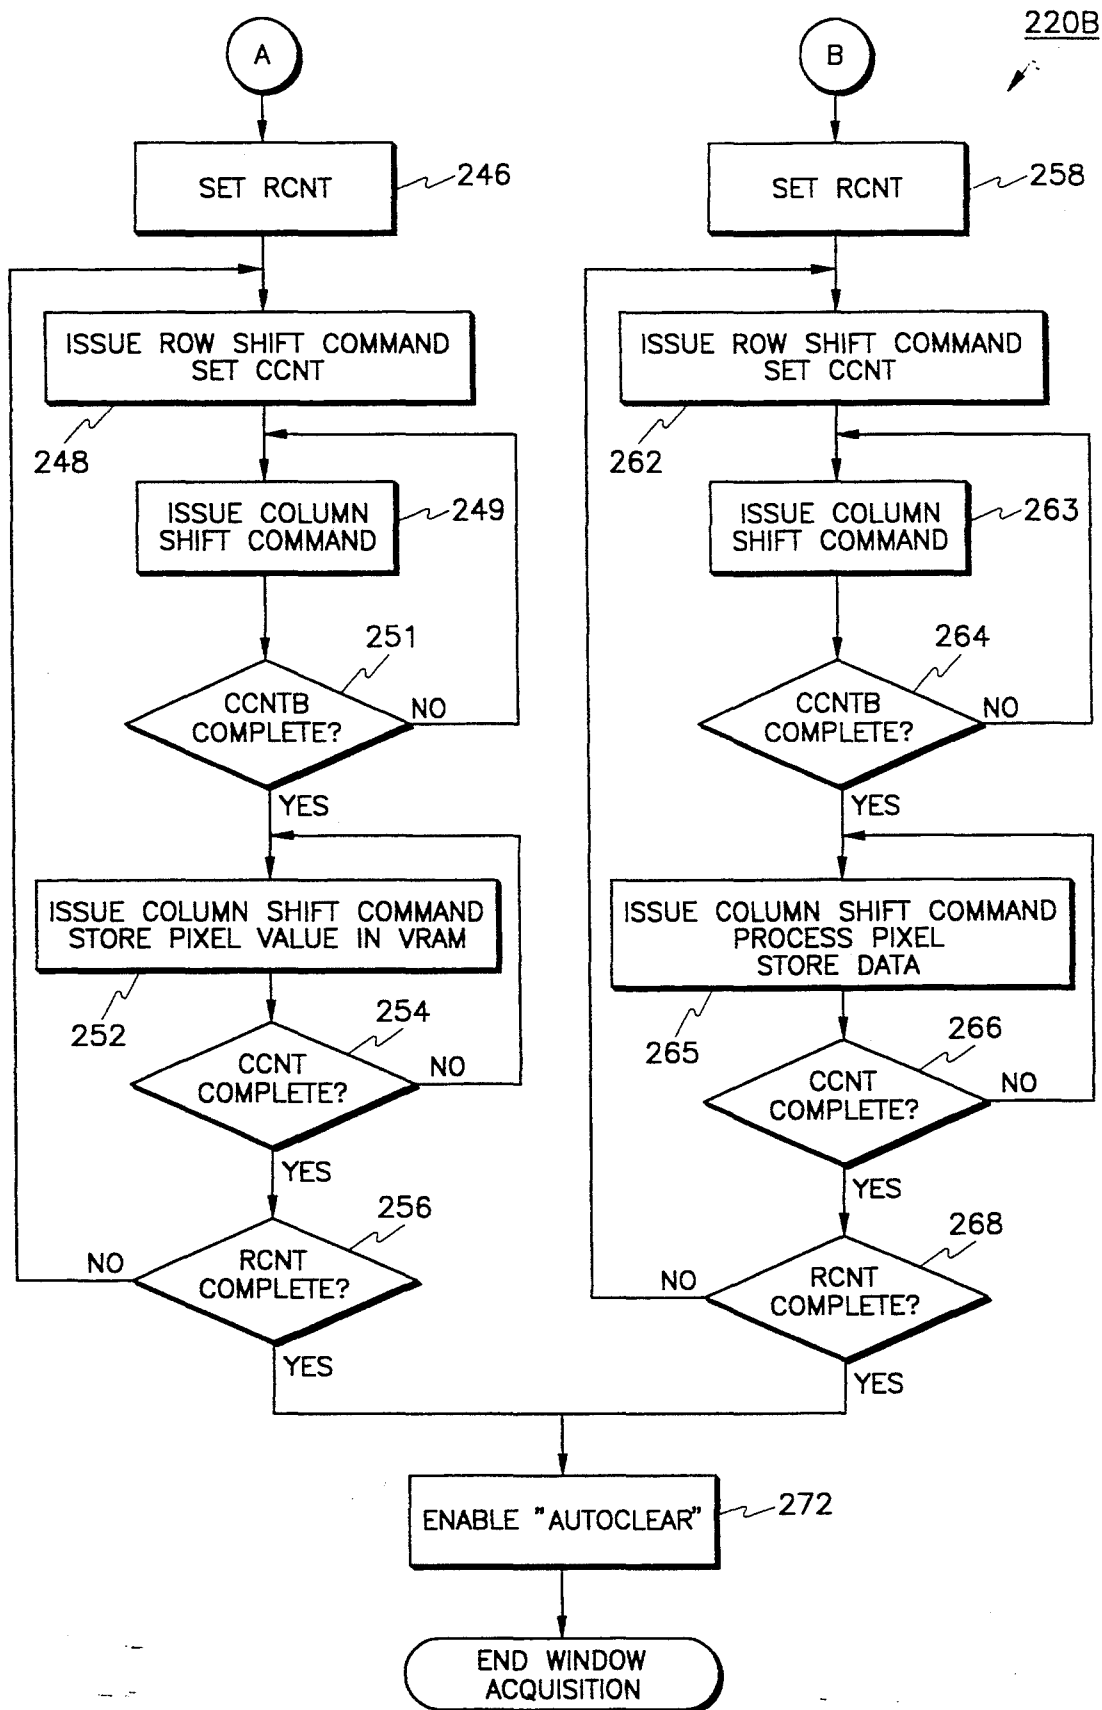 220B
A
SET RCNT
246
ISSUE ROW SHIFT COMMAND
SET CCNT
248
ISSUE COLUMN
SHIFT COMMAND
249
251
CCNTB
COMPLETE?
NO
YES
ISSUE COLUMN SHIFT COMMAND
STORE PIXEL VALUE IN VRAM
252
254
CCNT
COMPLETE?
NO
YES
256
RCNT
COMPLETE?
NO
YES
B
SET RCNT
258
ISSUE ROW SHIFT COMMAND
SET CCNT
262
ISSUE COLUMN
SHIFT COMMAND
263
264
CCNTB
COMPLETE?
NO
YES
ISSUE COLUMN SHIFT COMMAND
PROCESS PIXEL
STORE DATA
265
266
CCNT
COMPLETE?
NO
YES
268
RCNT
COMPLETE?
NO
YES
ENABLE "AUTOCLEAR"
272
END WINDOW
ACQUISITION